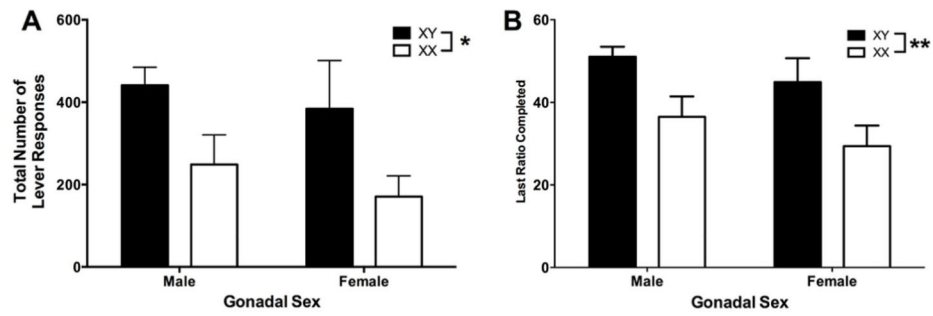 A
Total Number of
Lever Responses
600
400
200
0
XY
XX
*
Male
Female
Gonadal Sex
B
Last Ratio Completed
60
40
20
0
XY
XX
**
Male
Female
Gonadal Sex